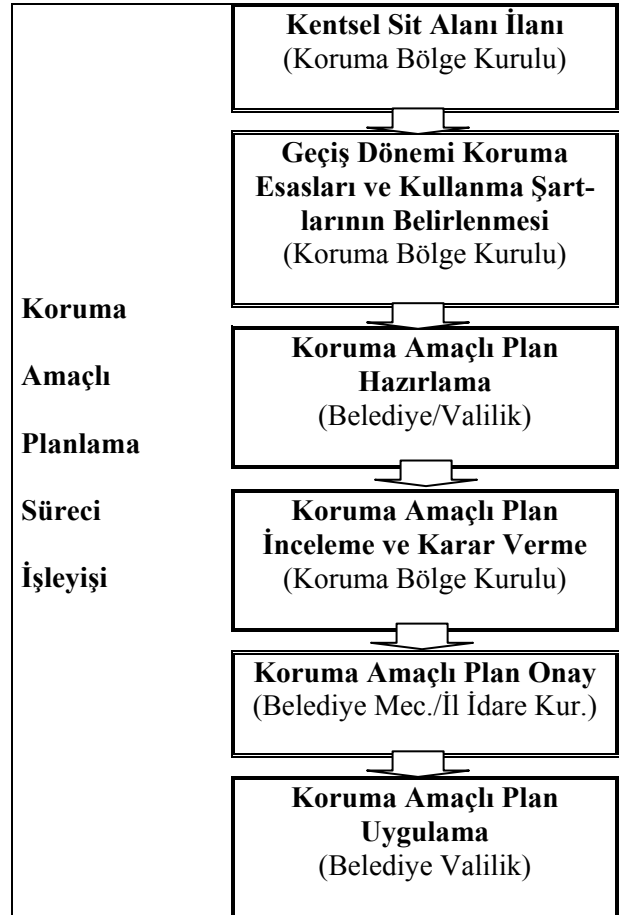 Koruma
Amaçlı
Planlama
Süreci
İşleyişi
Kentsel Sit Alanı İlanı
(Koruma Bölge Kurulu)
Geçiş Dönemi Koruma
Esasları ve Kullanma Şart-
larının Belirlenmesi
(Koruma Bölge Kurulu)
Koruma Amaçlı Plan
Hazırlama
(Belediye/Valilik)
Koruma Amaçlı Plan
İnceleme ve Karar Verme
(Koruma Bölge Kurulu)
Koruma Amaçlı Plan Onay
(Belediye Mec./İl İdare Kur.)
Koruma Amaçlı Plan
Uygulama
(Belediye Valilik)